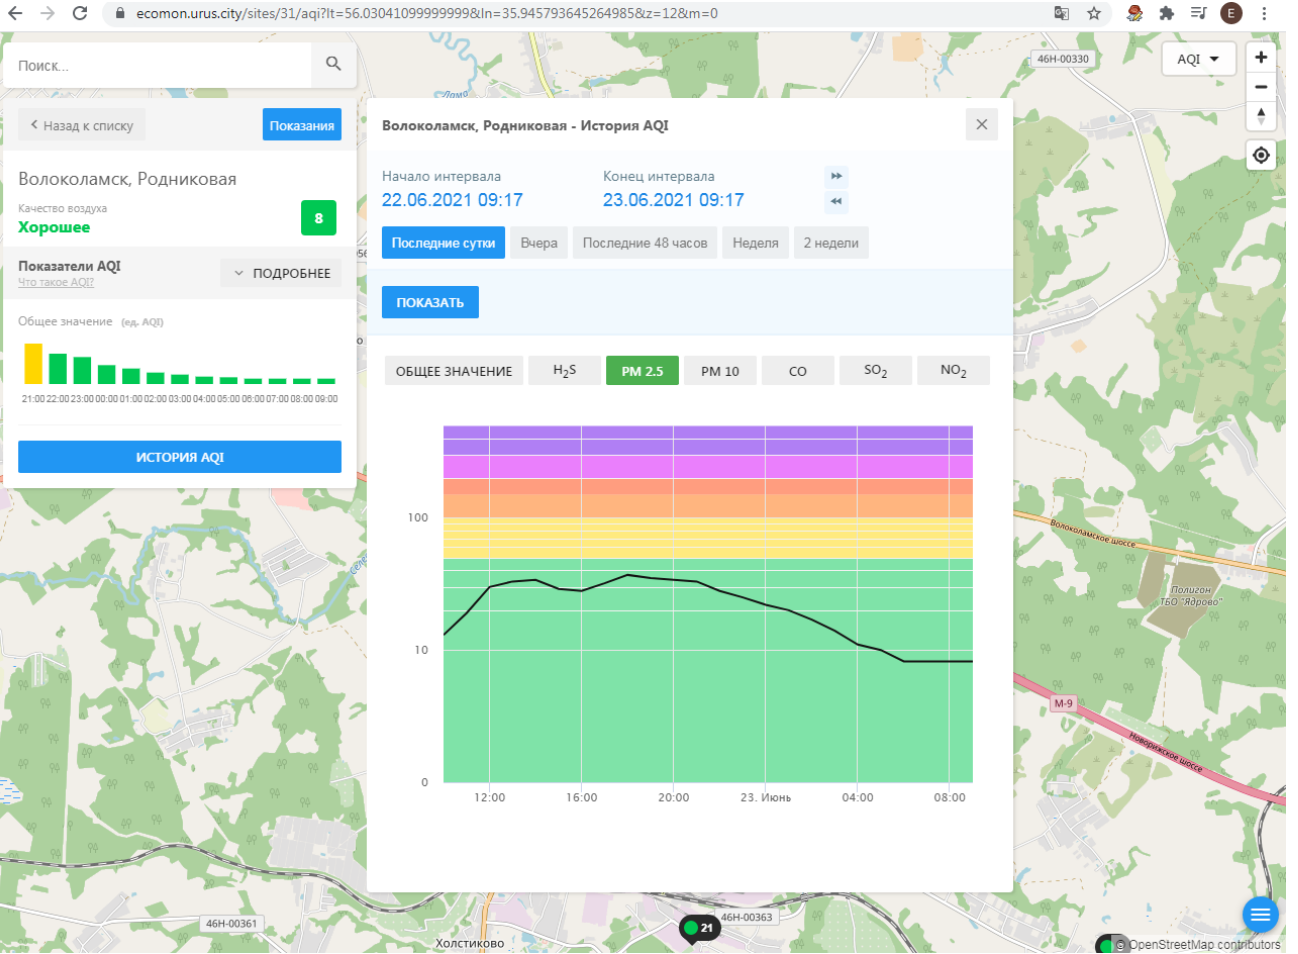 ecomon.urus.city/sites/31/aqi?lt=56.03041099999999&ln=35.945793645264985&z=12&m=0
E
Поиск...
46Н-00330
AQI
Назад к списку
Показания
Волоколамск, Родниковая - История AQI
Волоколамск, Родниковая
Качество воздуха
Хорошее
8
Начало интервала
Конец интервала
22.06.2021 09:17
23.06.2021 09:17
Последние сутки
Вчера
Последние 48 часов
Неделя
2 недели
Показатели AQI
Что такое AQI?
ПОДРОБНЕЕ
ПОКАЗАТЬ
Общее значение (ед. AQI)
21:00 22:00 23:00 00:00 01:00 02:00 03:00 04:00 05:00 06:00 07:00 08:00 09:00
ИСТОРИЯ AQI
ОБЩЕЕ ЗНАЧЕНИЕ
H2S
PM 2.5
PM 10
CO
SO2
NO2
100
10
0
12:00
16:00
20:00
23. Июнь
04:00
08:00
Волоколамское шоссе
Полигон
ТБО "Ядрово"
М-9
Новорижское шоссе
46Н-00361
46Н-00363
21
Холстиково
© OpenStreetMap contributors